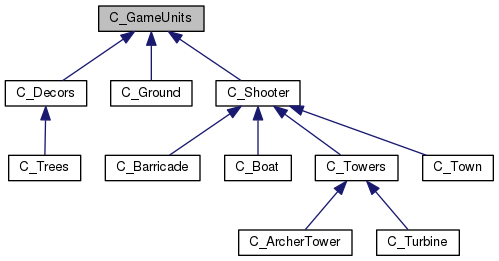 C_GameUnits
C_Decors
C_Ground
C_Shooter
C_Trees
C_Barricade
C_Boat
C_Towers
C_Town
C_ArcherTower
C_Turbine